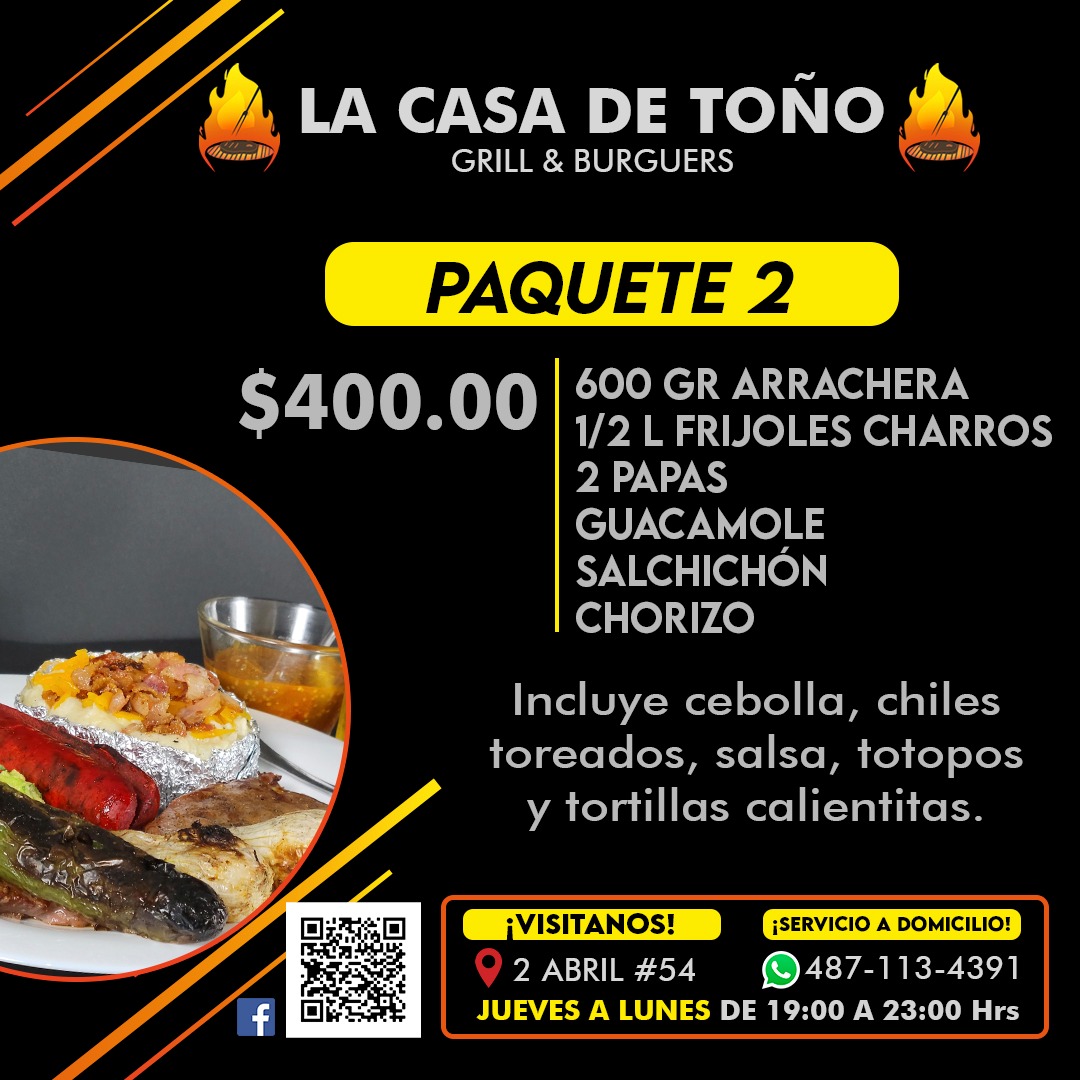 LA CASA DE TOÑO
GRILL & BURGUERS
PAQUETE 2
$400.00
600 GR ARRACHERA
1/2 L FRIJOLES CHARROS
2 PAPAS
GUACAMOLE
SALCHICHÓN
CHORIZO
Incluye cebolla, chiles
toreados, salsa, totopos
y tortillas calientitas.
¡VISITANOS!
2 ABRIL #54
¡SERVICIO A DOMICILIO!
487-113-4391
JUEVES A LUNES DE 19:00 A 23:00 Hrs